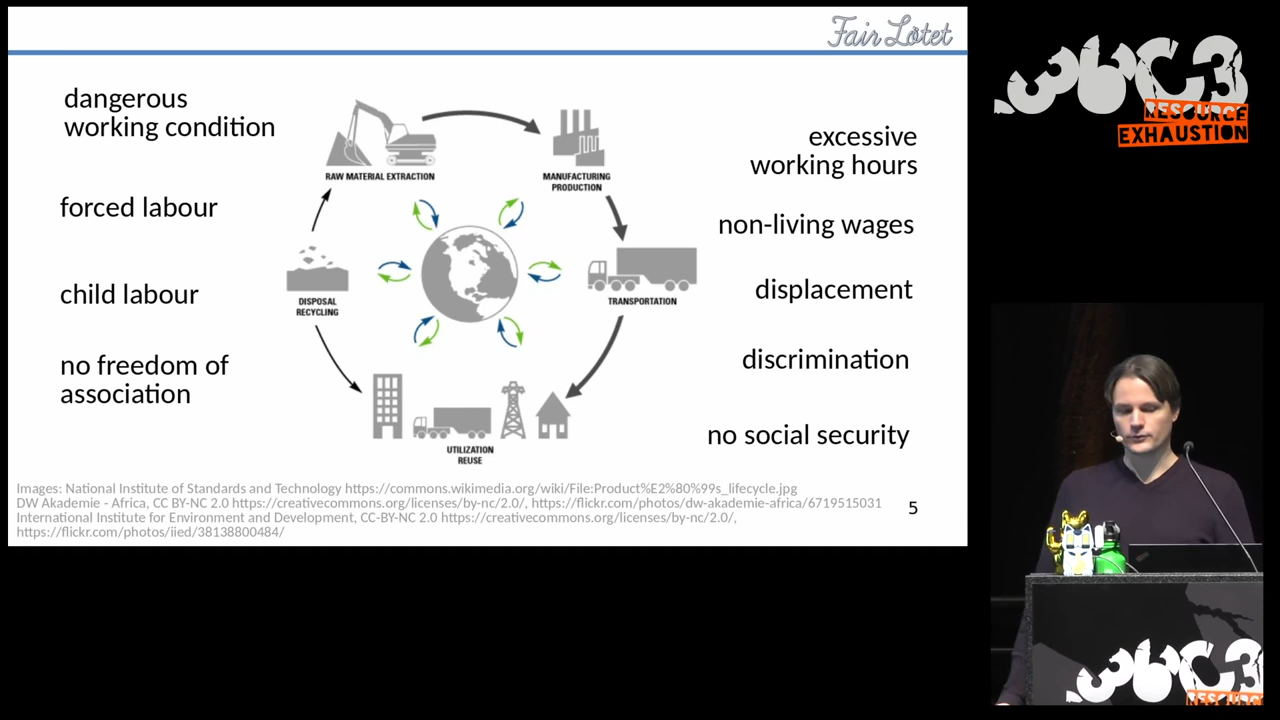 Fair Lötet
dangerous
working condition
forced labour
child labour
no freedom of
association
RAW MATERIAL EXTRACTION
MANUFACTURING
PRODUCTION
TRANSPORTATION
UTILIZATION
REUSE
DISPOSAL
RECYCLING
excessive
working hours
non-living wages
displacement
discrimination
no social security
Images: National Institute of Standards and Technology https://commons.wikimedia.org/wiki/File:Product%E2%80%99s_lifecycle.jpg
DW Akademie - Africa, CC BY-NC 2.0 https://creativecommons.org/licenses/by-nc/2.0/, https://flickr.com/photos/dw-akademie-africa/6719515031
International Institute for Environment and Development, CC-BY-NC 2.0 https://creativecommons.org/licenses/by-nc/2.0/,
https://flickr.com/photos/iied/38138800484/
5
36C3
RESOURCE
EXHAUSTION
36C3
RESOURC